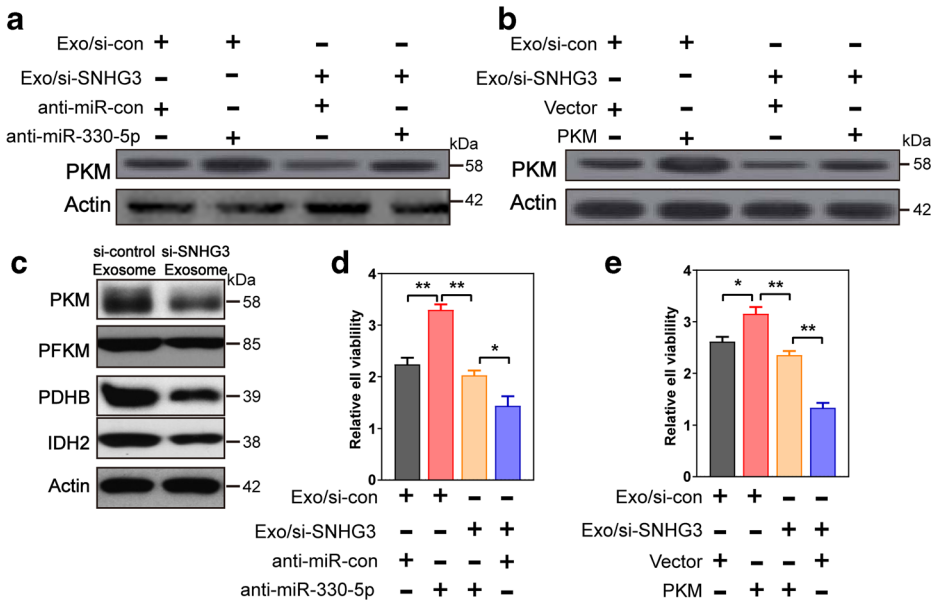 a
Exo/si-con + + − −
Exo/si-SNHG3 − − + +
anti-miR-con + − + −
anti-miR-330-5p − + − +
kDa
PKM 58
Actin 42
b
Exo/si-con + + − −
Exo/si-SNHG3 − − + +
Vector + − + −
PKM − + − +
kDa
PKM 58
Actin 42
c
si-control si-SNHG3
Exosome Exosome
kDa
PKM 58
PFKM 85
PDHB 39
IDH2 38
Actin 42
d
Relative ell viablility
4
3
2
1
0
** ** *
Exo/si-con + + − −
Exo/si-SNHG3 − − + +
anti-miR-con + − − +
anti-miR-330-5p − + + −
e
Relative ell viablility
4
3
2
1
0
* ** **
Exo/si-con + + − −
Exo/si-SNHG3 − − + +
Vector + − − +
PKM − + + −